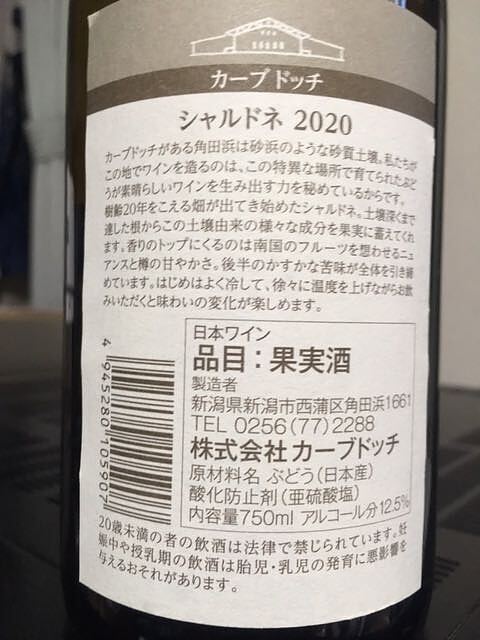 カーブドッチ
シャルドネ 2020
カーブドッチがある角田浜は砂浜のような砂質土壌。私たちが
この地でワインを造るのは、この特異な場所で育てられたぶど
うが素晴らしいワインを生み出す力を秘めているからです。
樹齢20年をこえる畑が出てき始めたシャルドネ。土壌深くまで
達した根からこの土壌由来の様々な成分を果実に蓄えてくれ
ます。香りのトップにくるのは南国のフルーツを想わせるニュ
アンスと樽の甘やかさ。後半のかすかな苦味が全体を引き締
めています。はじめはよく冷して、徐々に温度を上げながらお飲
みいただくと味わいの変化が楽しめます。
日本ワイン
品目：果実酒
製造者
新潟県新潟市西蒲区角田浜1661
TEL 0256(77)2288
株式会社 カーブドッチ
原材料名 ぶどう(日本産)
酸化防止剤(亜硫酸塩)
内容量750ml アルコール分12.5%
4 945280 105907
20歳未満の者の飲酒は法律で禁じられています。妊
娠中や授乳期の飲酒は胎児・乳児の発育に悪影響を
与えるおそれがあります。